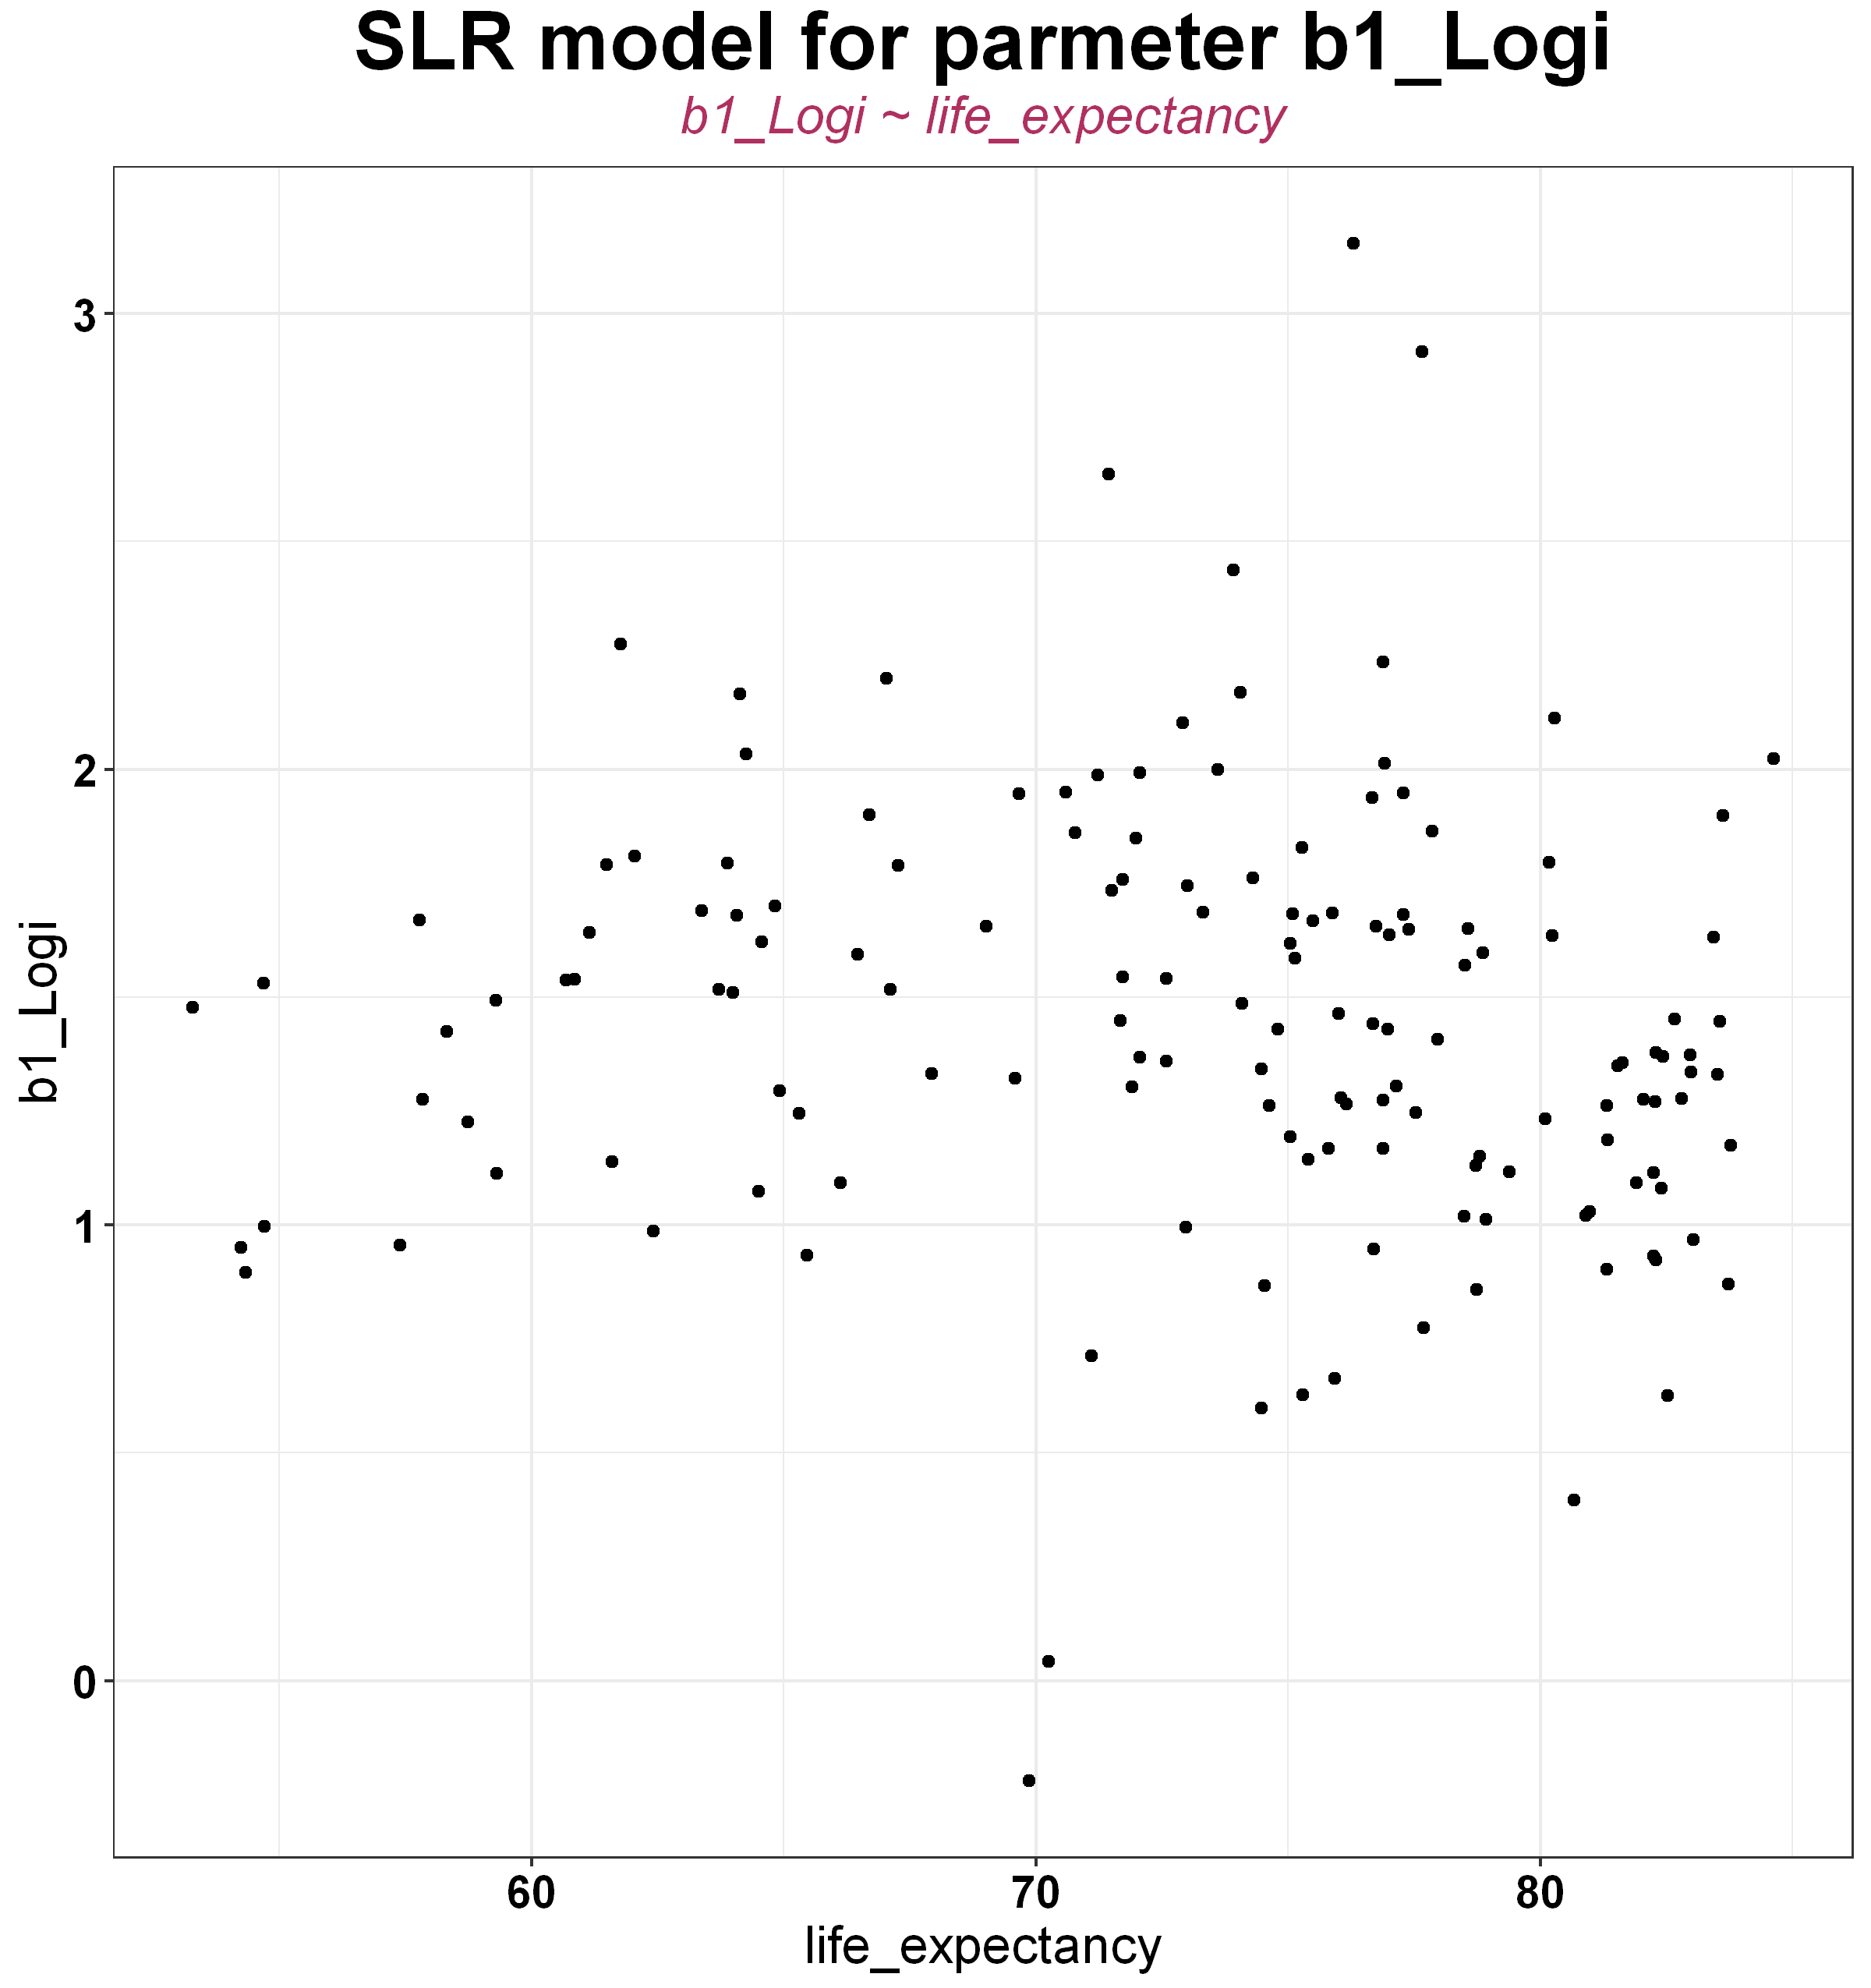 SLR model for parmeter b1_Logi
b1_Logi ~ life_expectancy
3
2
1
0
b1_Logi
60 70 80
life_expectancy